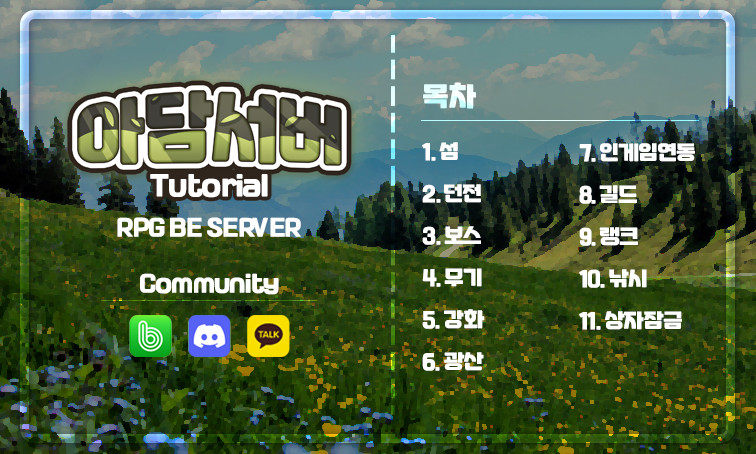 아담서버
Tutorial
RPG BE SERVER
Community
TALK
목차
1. 섬
2. 던전
3. 보스
4. 무기
5. 강화
6. 광산
7. 인게임연동
8. 길드
9. 랭크
10. 낚시
11. 상자잠금